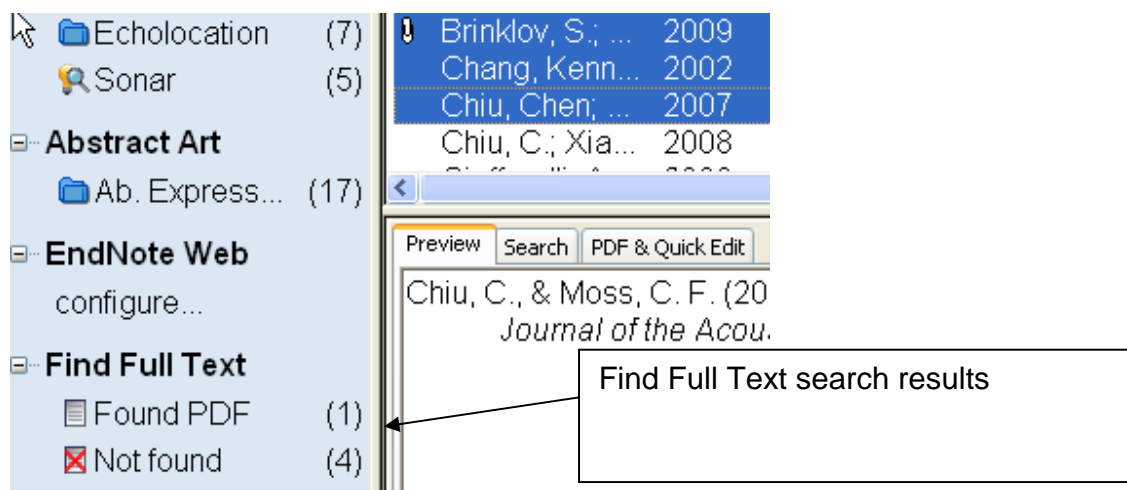 Echolocation (7)
Sonar (5)
Abstract Art
Ab. Express... (17)
EndNote Web
configure...
Find Full Text
Found PDF (1)
Not found (4)
Brinklov, S.; ... 2009
Chang, Kenn... 2002
Chiu, Chen; ... 2007
Chiu, C.; Xia... 2008
Preview Search PDF & Quick Edit
Chiu, C., & Moss, C. F. (20
Journal of the Acou
Find Full Text search results